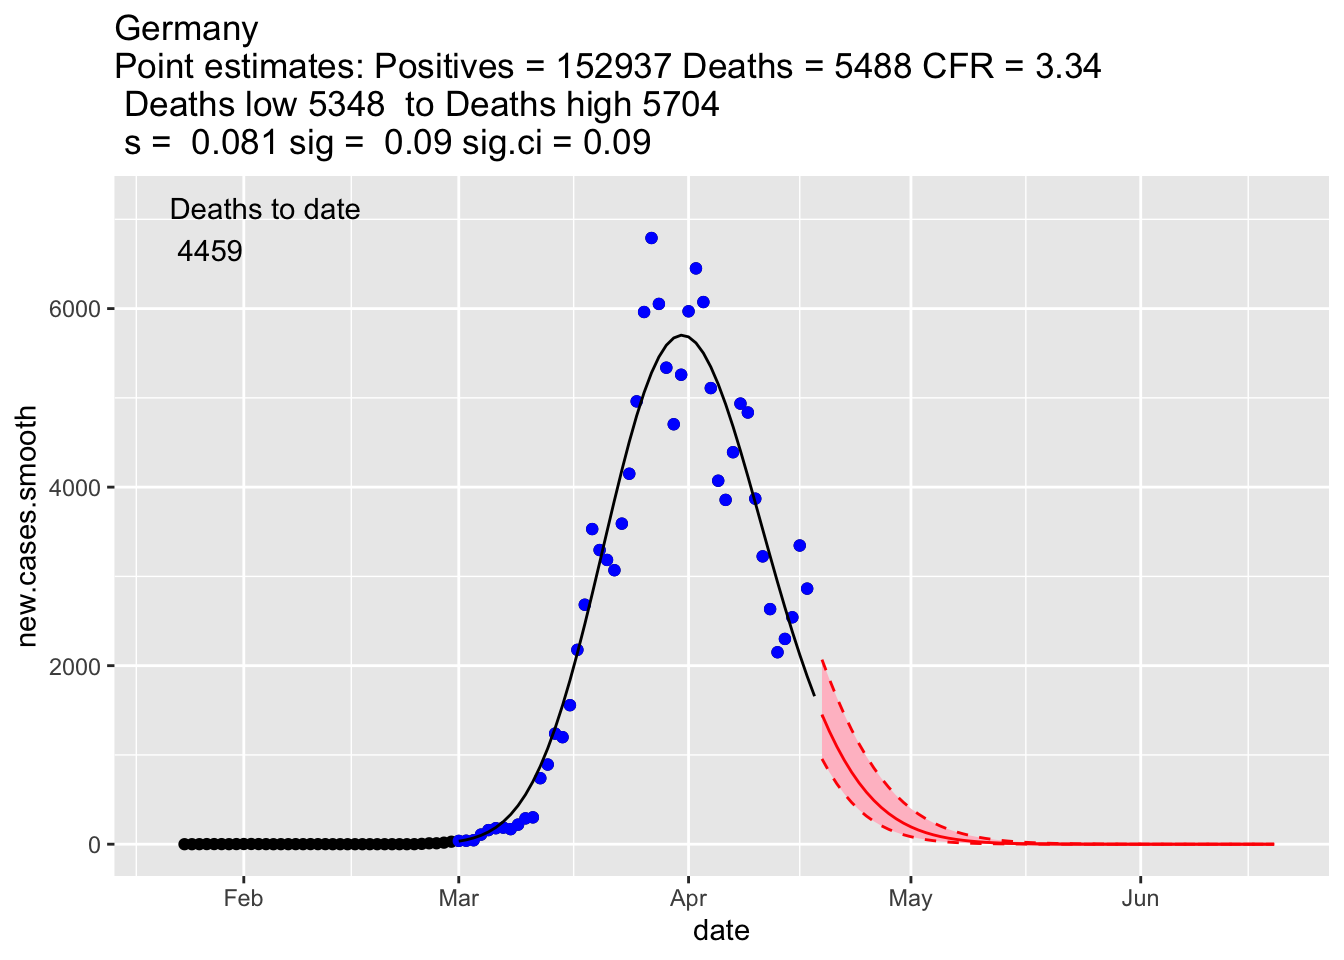 Germany
Point estimates: Positives = 152937 Deaths = 5488 CFR = 3.34
Deaths low 5348  to Deaths high 5704
s =  0.081 sig =  0.09 sig.ci = 0.09
Deaths to date
4459
6000
4000
2000
0
new.cases.smooth
Feb Mar Apr May Jun
date